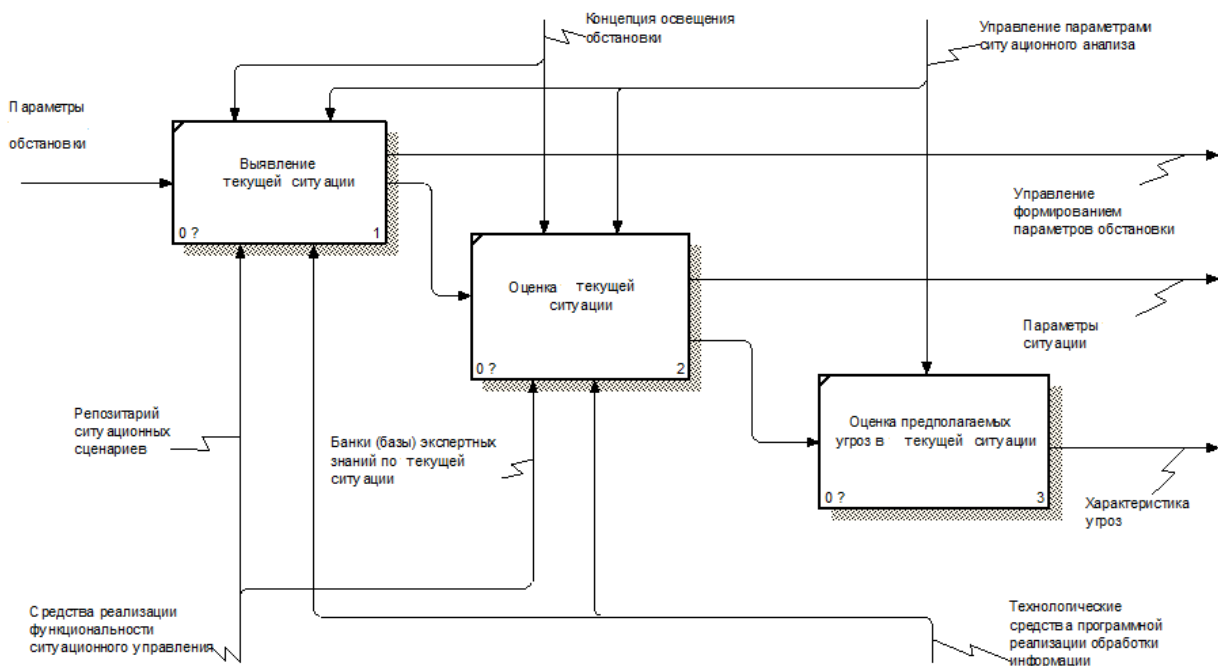 Концепция освещения
обстановки
Управление параметрами
ситуационного анализа
Параметры
обстановки
Выявление
текущей ситуации
0 ?
1
Управление
формированием
параметров обстановки
Оценка текущей
ситуации
0 ?
2
Параметры
ситуации
Оценка предполагаемых
угроз в текущей ситуации
0 ?
3
Репозитарий
ситуационных
сценариев
Банки (базы) экспертных
знаний по текущей
ситуации
Характеристика
угроз
Средства реализации
функциональности
ситуационного управления
Технологические
средства программной
реализации обработки
информации